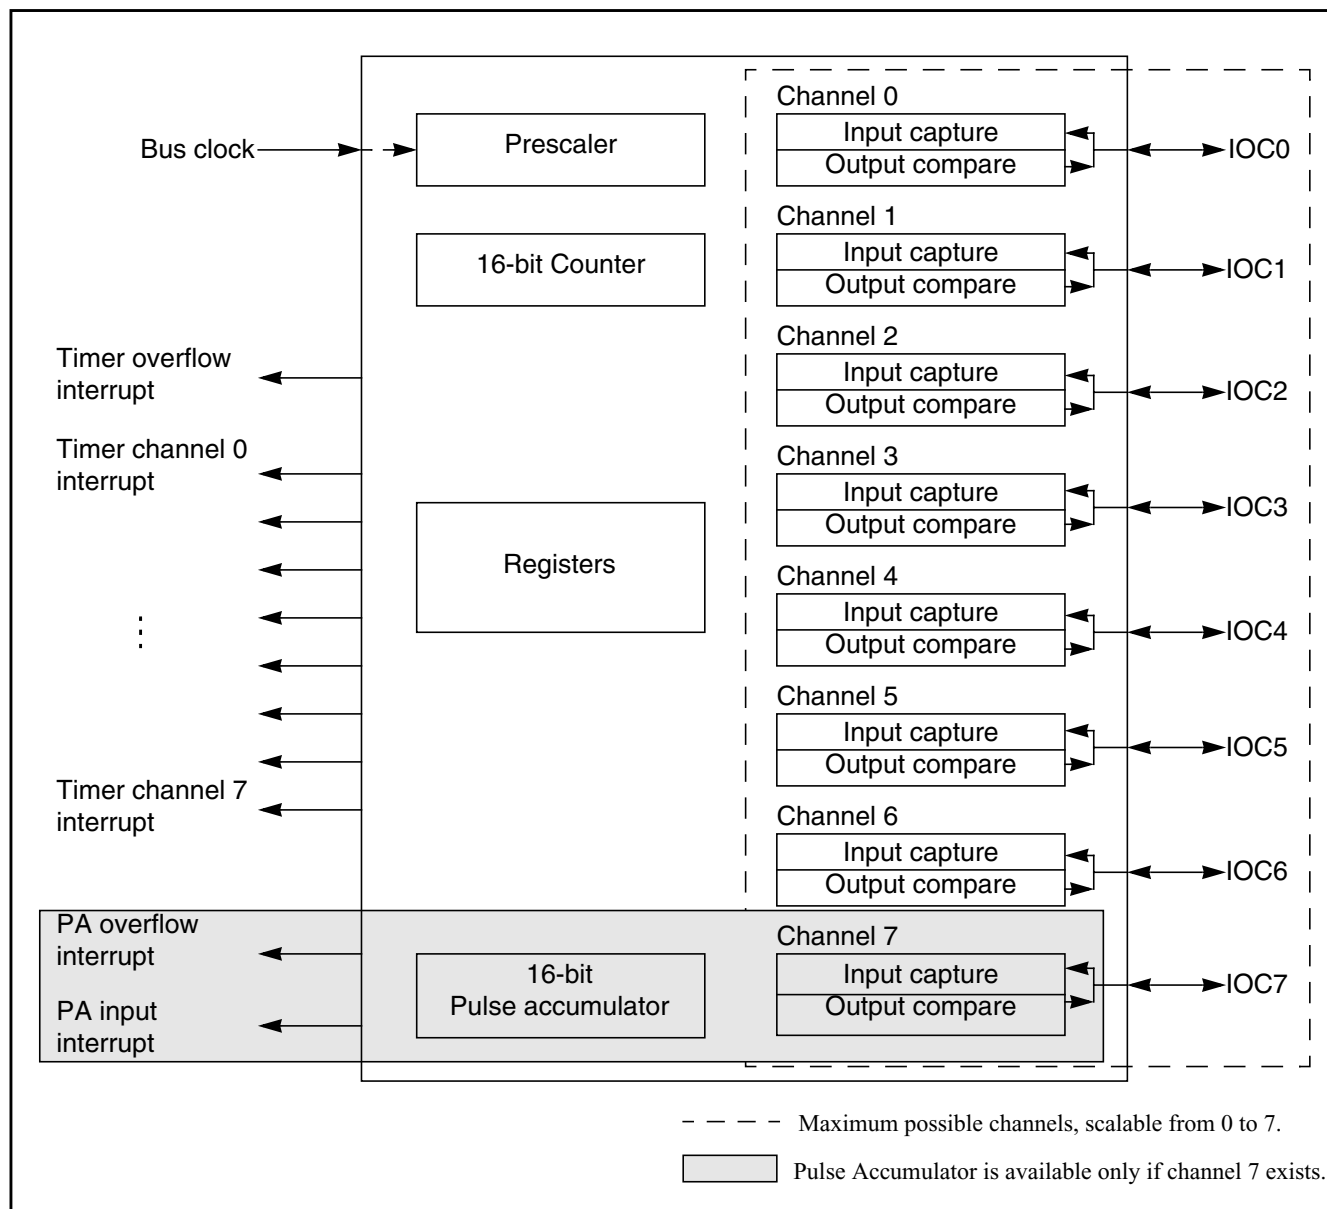 Channel 0
Bus clock
Prescaler
Input capture
Output compare
IOC0
Channel 1
16-bit Counter
Input capture
Output compare
IOC1
Channel 2
Timer overflow
interrupt
Input capture
Output compare
IOC2
Channel 3
Timer channel 0
interrupt
Input capture
Output compare
IOC3
Registers
Channel 4
Input capture
Output compare
IOC4
Channel 5
Input capture
Output compare
IOC5
Timer channel 7
interrupt
Channel 6
Input capture
Output compare
IOC6
PA overflow
interrupt
Channel 7
16-bit
Pulse accumulator
Input capture
Output compare
IOC7
PA input
interrupt
Maximum possible channels, scalable from 0 to 7.
Pulse Accumulator is available only if channel 7 exists.